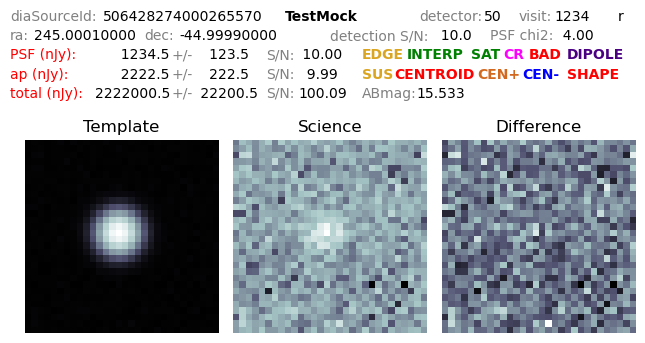 diaSourceId: 506428274000265570 TestMock detector: 50 visit: 1234 r
ra: 245.00010000 dec: -44.99990000 detection S/N: 10.0 PSF chi2: 4.00
PSF (nJy): 1234.5 +/- 123.5 S/N: 10.00 EDGE INTERP SAT CR BAD DIPOLE
ap (nJy): 2222.5 +/- 222.5 S/N: 9.99 SUS CENTROID CEN+ CEN- SHAPE
total (nJy): 2222000.5 +/- 22200.5 S/N: 100.09 ABmag: 15.533
Template Science Difference